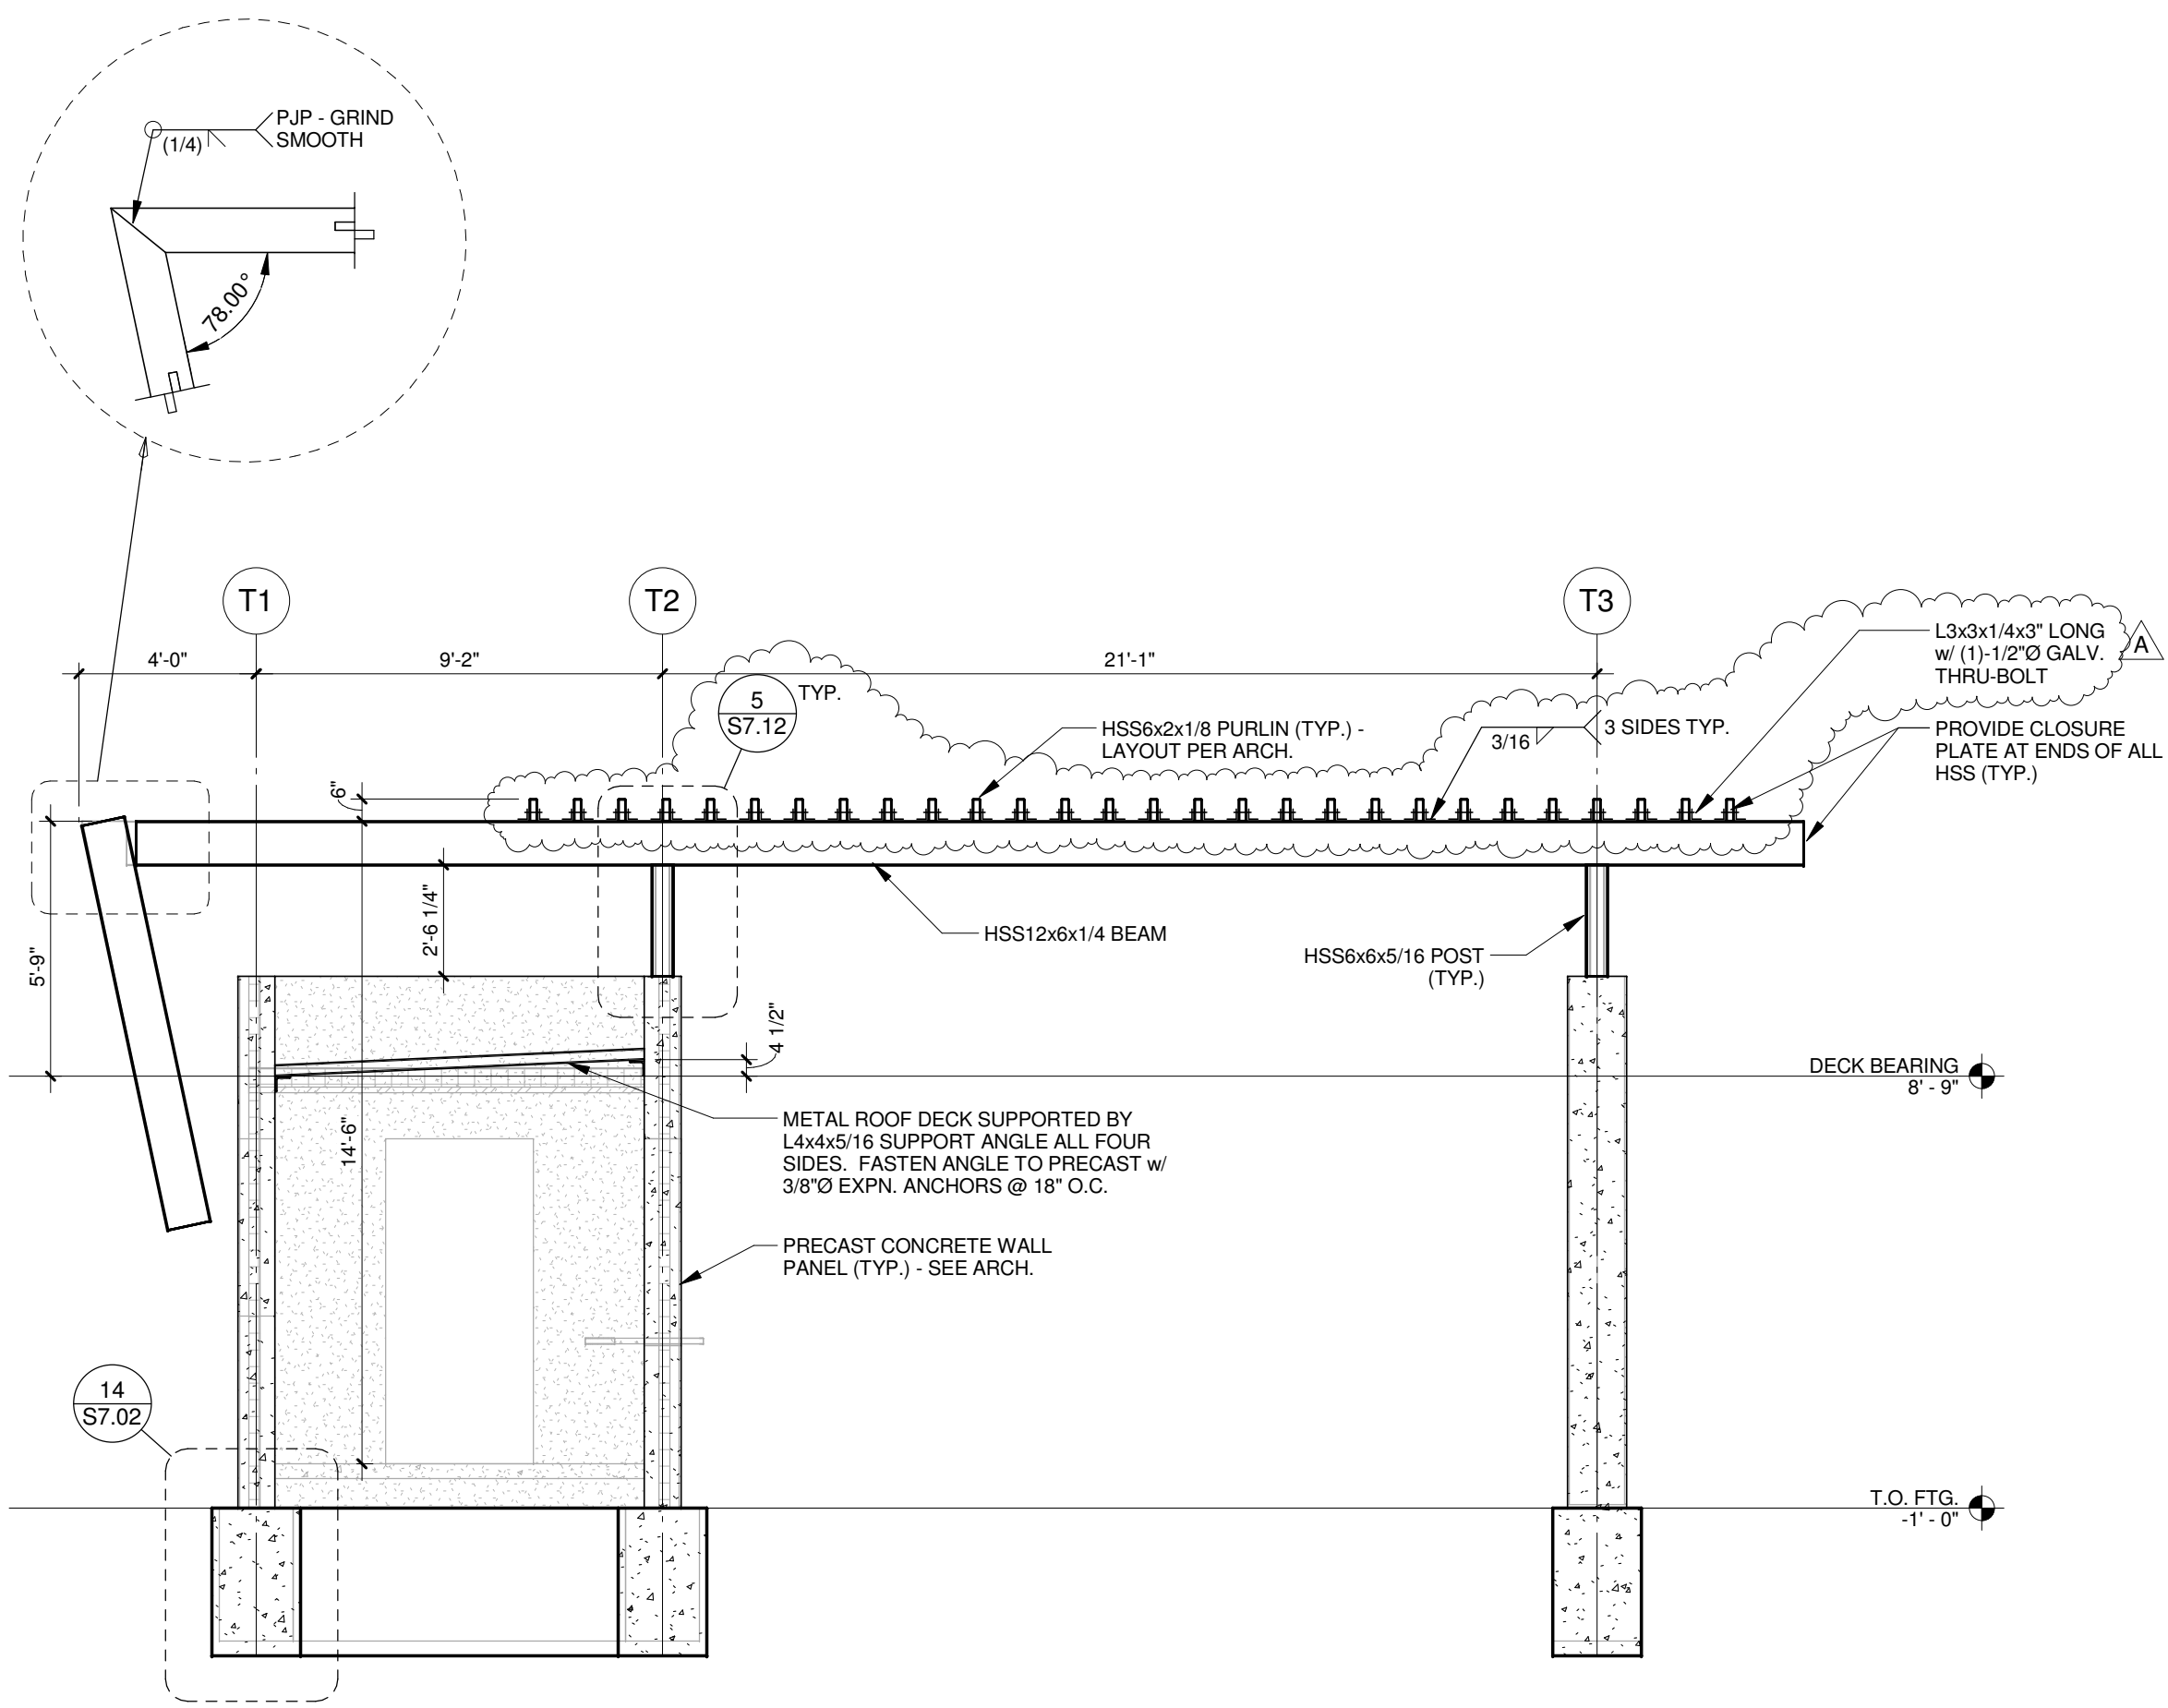 PJP - GRIND
SMOOTH
(1/4)
78.00°
T1
T2
T3
4'-0"
9'-2"
21'-1"
L3x3x1/4x3" LONG
w/ (1)-1/2"Ø GALV.
THRU-BOLT
A
5
S7.12
TYP.
HSS6x2x1/8 PURLIN (TYP.) -
LAYOUT PER ARCH.
3/16
3 SIDES TYP.
PROVIDE CLOSURE
PLATE AT ENDS OF ALL
HSS (TYP.)
6"
5'-9"
2'-6 1/4"
HSS12x6x1/4 BEAM
HSS6x6x5/16 POST
(TYP.)
4 1/2"
DECK BEARING
8' - 9"
14'-6"
METAL ROOF DECK SUPPORTED BY
L4x4x5/16 SUPPORT ANGLE ALL FOUR
SIDES.  FASTEN ANGLE TO PRECAST w/
3/8"Ø EXPN. ANCHORS @ 18" O.C.
PRECAST CONCRETE WALL
PANEL (TYP.) - SEE ARCH.
14
S7.02
T.O. FTG.
-1' - 0"